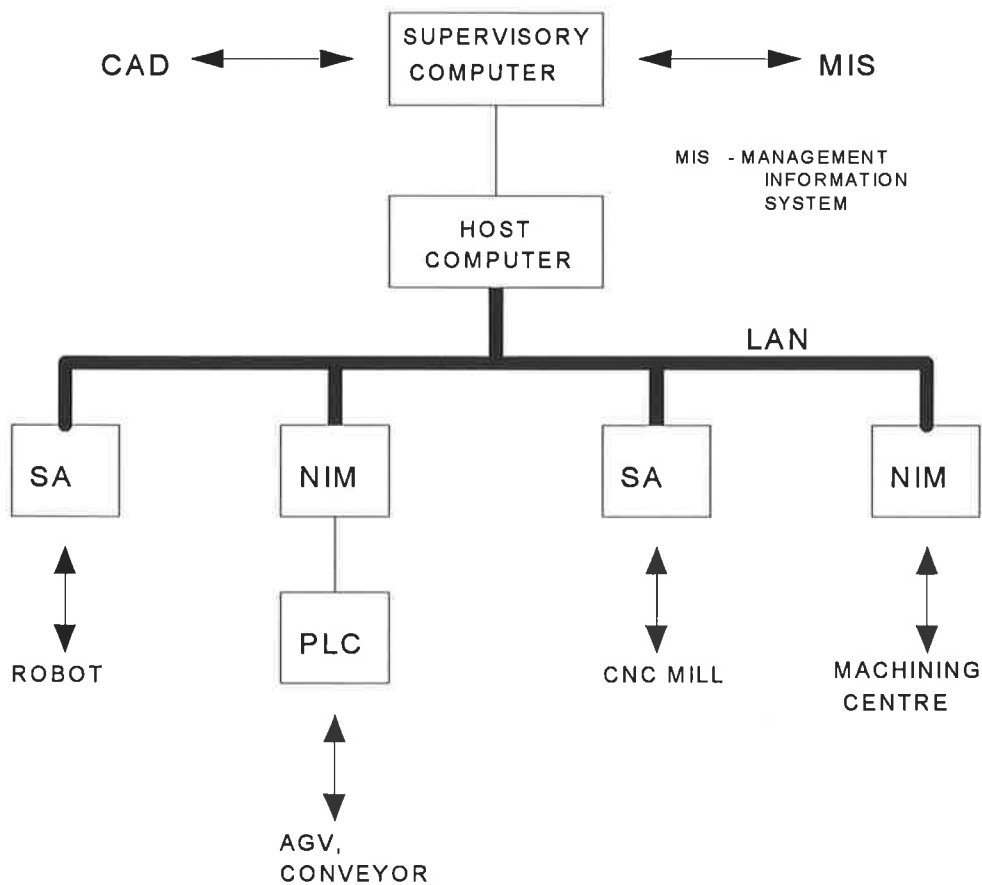 SUPERVISORY
COMPUTER
CAD
MIS
MIS - MANAGEMENT
INFORMATION
SYSTEM
HOST
COMPUTER
LAN
SA
NIM
SA
NIM
PLC
ROBOT
CNC MILL
MACHINING
CENTRE
AGV,
CONVEYOR